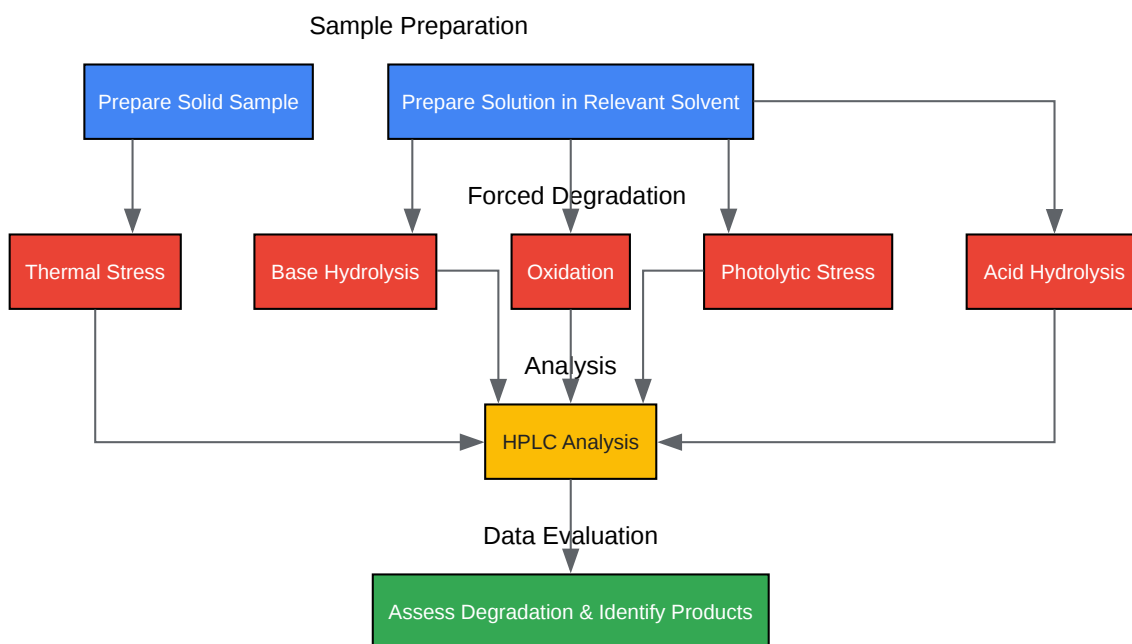 Sample Preparation
Prepare Solid Sample
Prepare Solution in Relevant Solvent
Forced Degradation
Thermal Stress
Base Hydrolysis
Oxidation
Photolytic Stress
Acid Hydrolysis
Analysis
HPLC Analysis
Data Evaluation
Assess Degradation & Identify Products